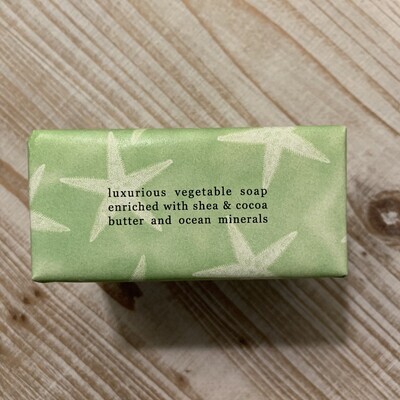 luxurious vegetable soap
enriched with shea & cocoa
butter and ocean minerals